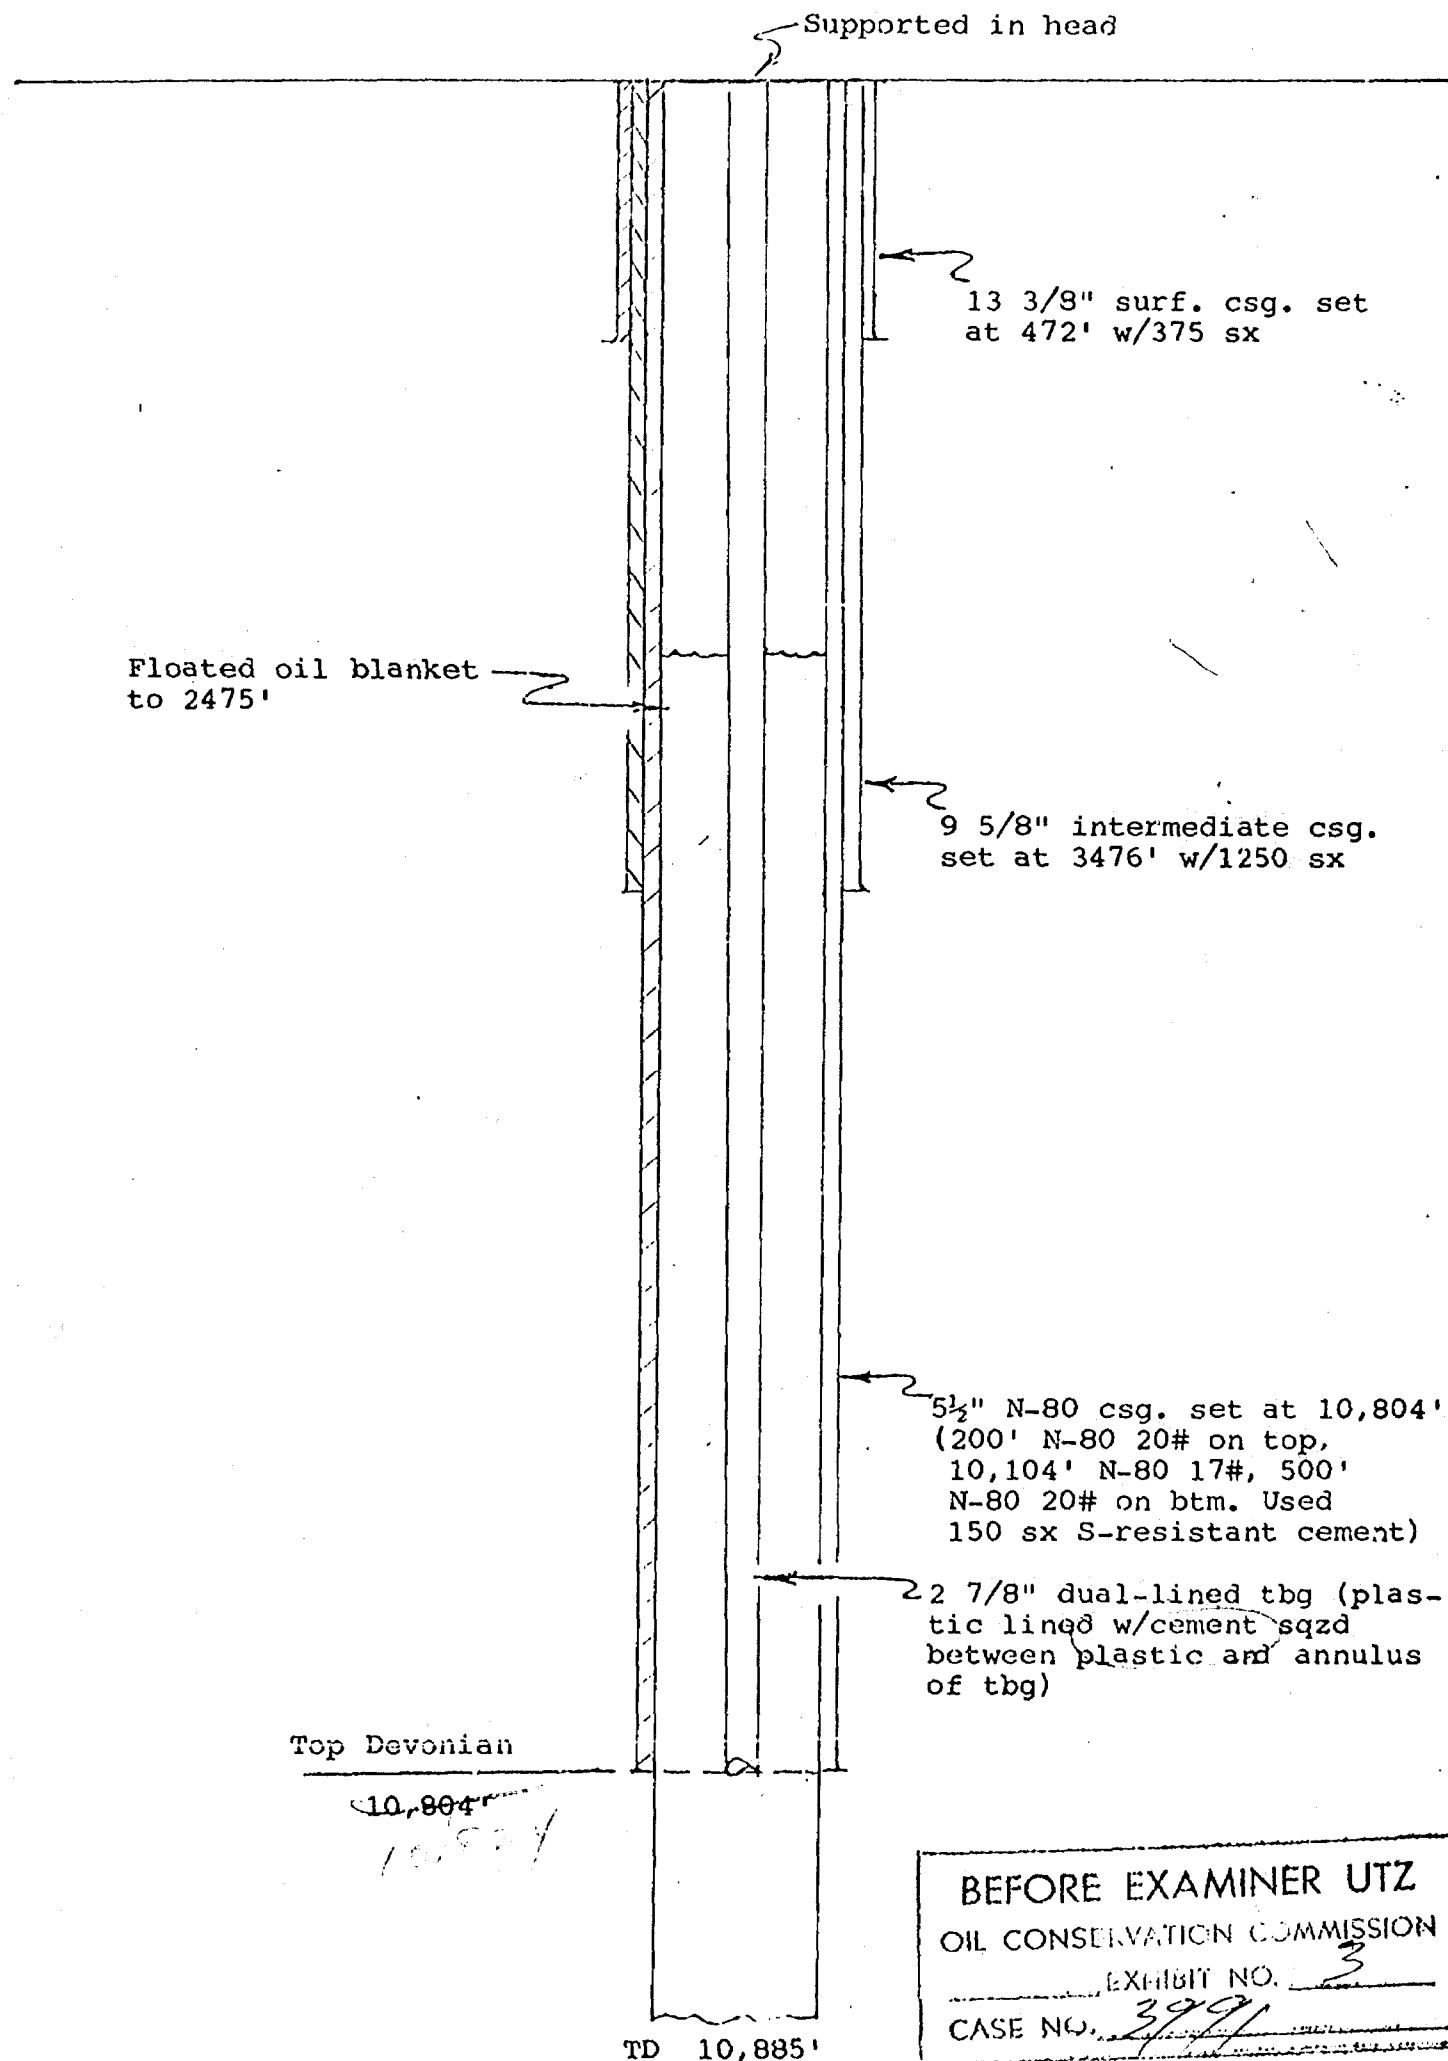 Supported in head
13 3/8" surf. csg. set
at 472' w/375 sx
Floated oil blanket
to 2475'
9 5/8" intermediate csg.
set at 3476' w/1250 sx
5½" N-80 csg. set at 10,804'
(200' N-80 20# on top,
10,104' N-80 17#, 500'
N-80 20# on btm. Used
150 sx S-resistant cement)
2 7/8" dual-lined tbg (plas-
tic lined w/cement sqzd
between plastic and annulus
of tbg)
Top Devonian
10,804'
TD 10,885'
BEFORE EXAMINER UTZ
OIL CONSERVATION COMMISSION
EXHIBIT NO. 3
CASE NO. 3991